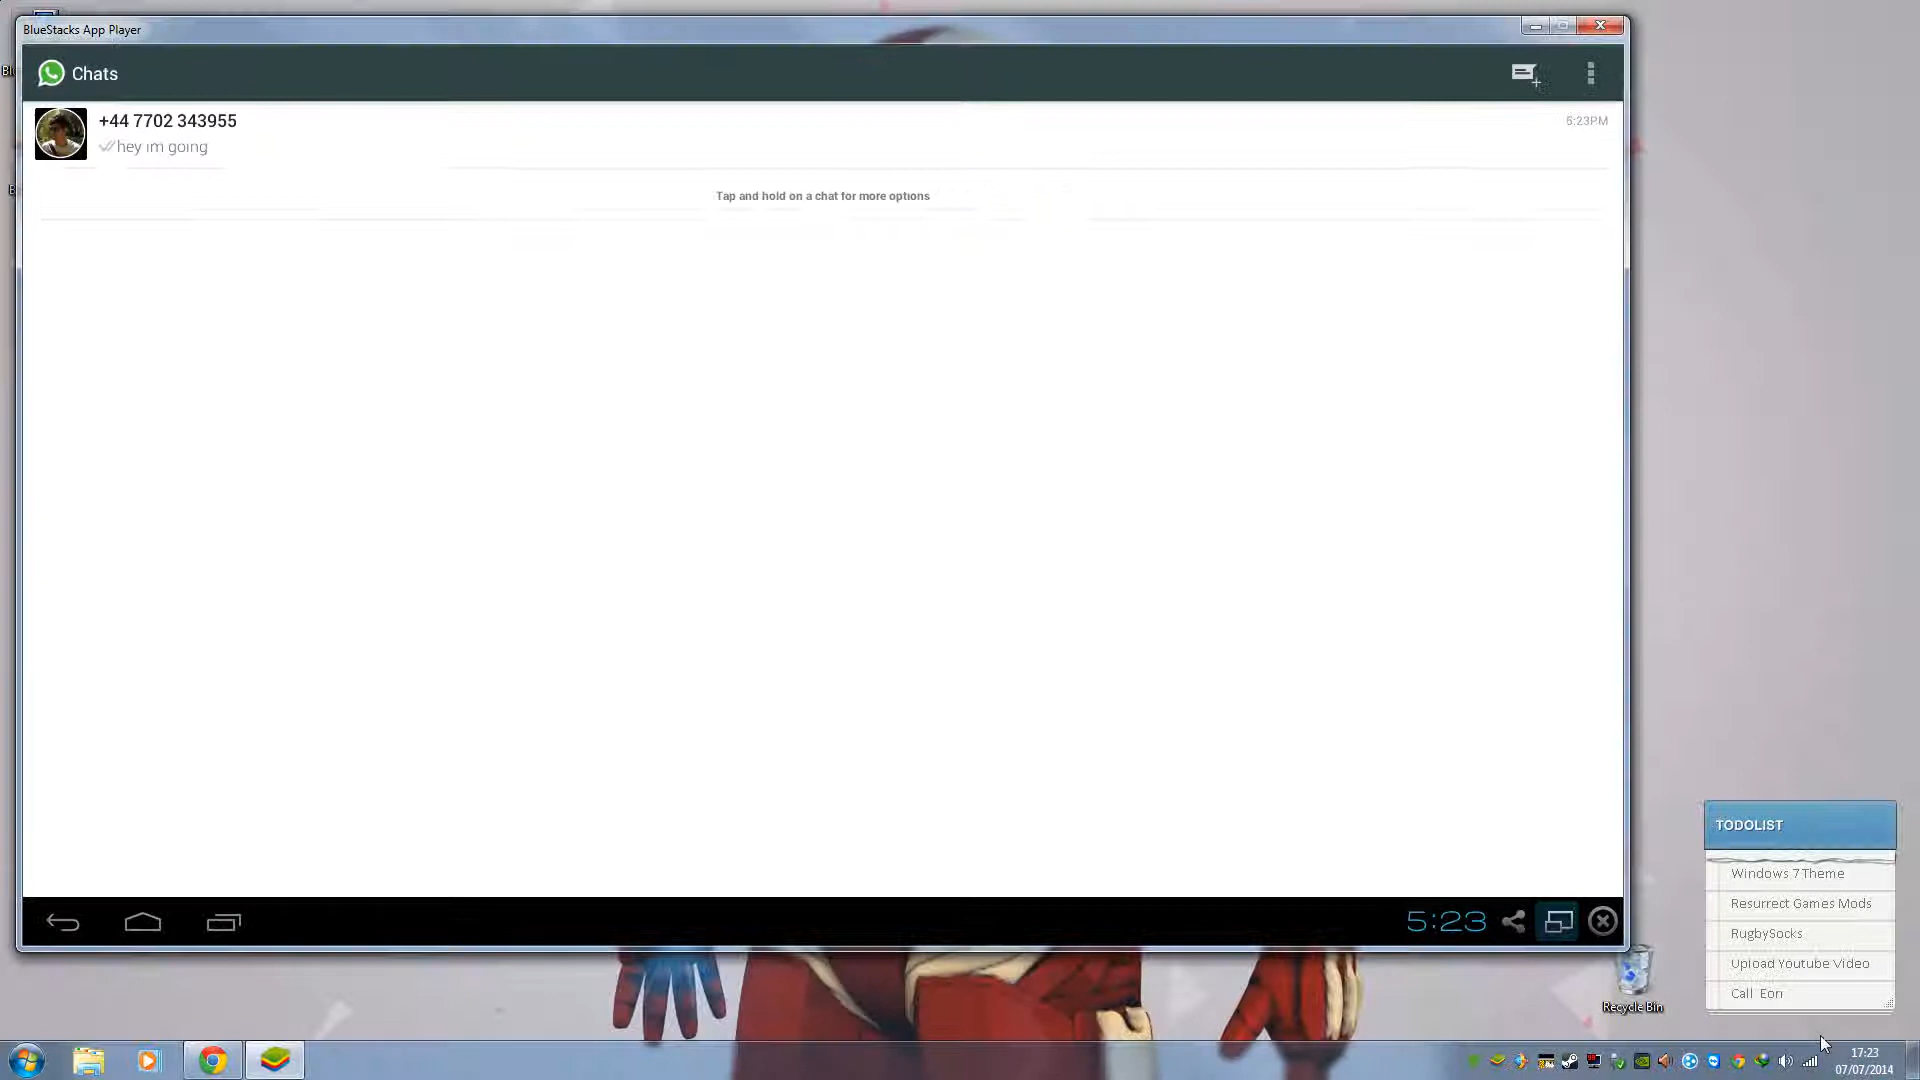 BlueStacks App Player
Chats
+44 7702 343955
5:23PM
hey im going
Tap and hold on a chat for more options
5:23
TODOLIST
Windows 7 Theme
Resurrect Games Mods
RugbySocks
Upload Youtube Video
Call Eon
Recycle Bin
17:23
07/07/2014